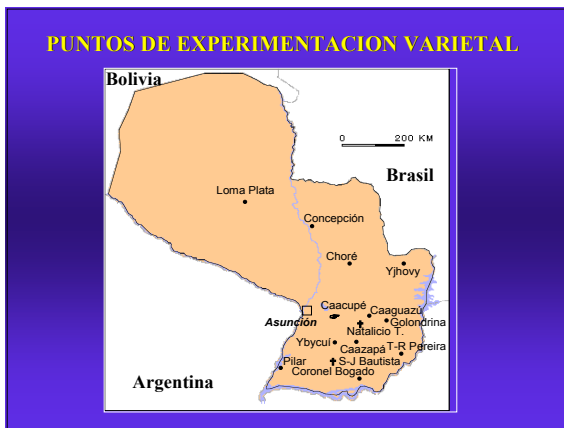 PUNTOS DE EXPERIMENTACION VARIETAL
Bolivia
0 200 KM
Brasil
Loma Plata
Concepción
Choré
Yjhovy
Caacupé
Caaguazú
Asunción
Golondrina
Natalicio T.
Ybycuí
Caazapá
T-R Pereira
Pilar
S-J Bautista
Coronel Bogado
Argentina